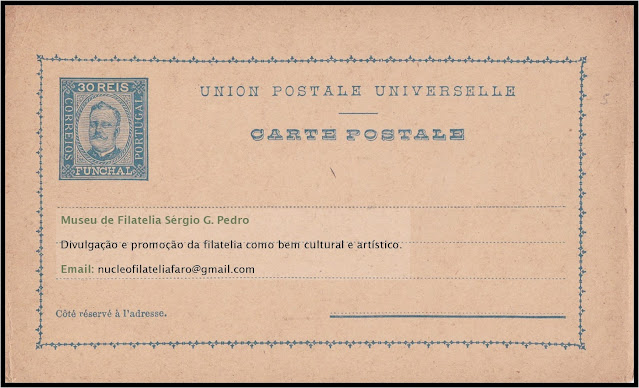 30 REIS
CORREIOS
PORTUGAL
FUNCHAL
UNION POSTALE UNIVERSELLE
CARTE POSTALE
Museu de Filatelia Sérgio G. Pedro
Divulgação e promoção da filatelia como bem cultural e artístico.
Email: nucleofilateliafaro@gmail.com
Côté réservé à l'adresse.